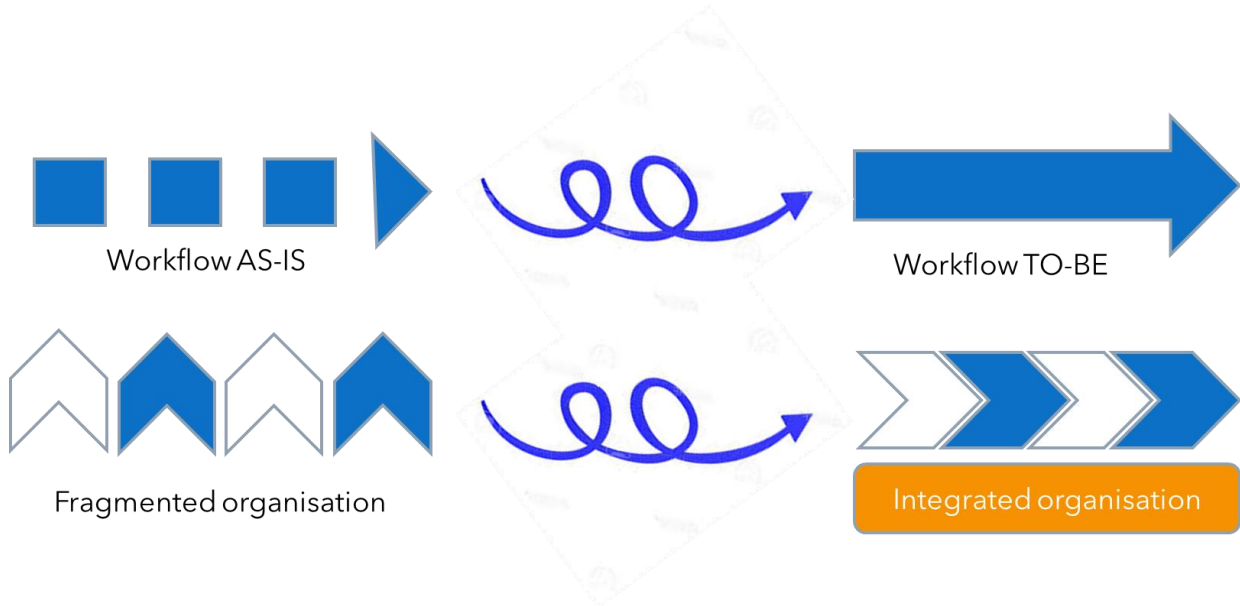 Workflow AS-IS
Workflow TO-BE
Fragmented organisation
Integrated organisation